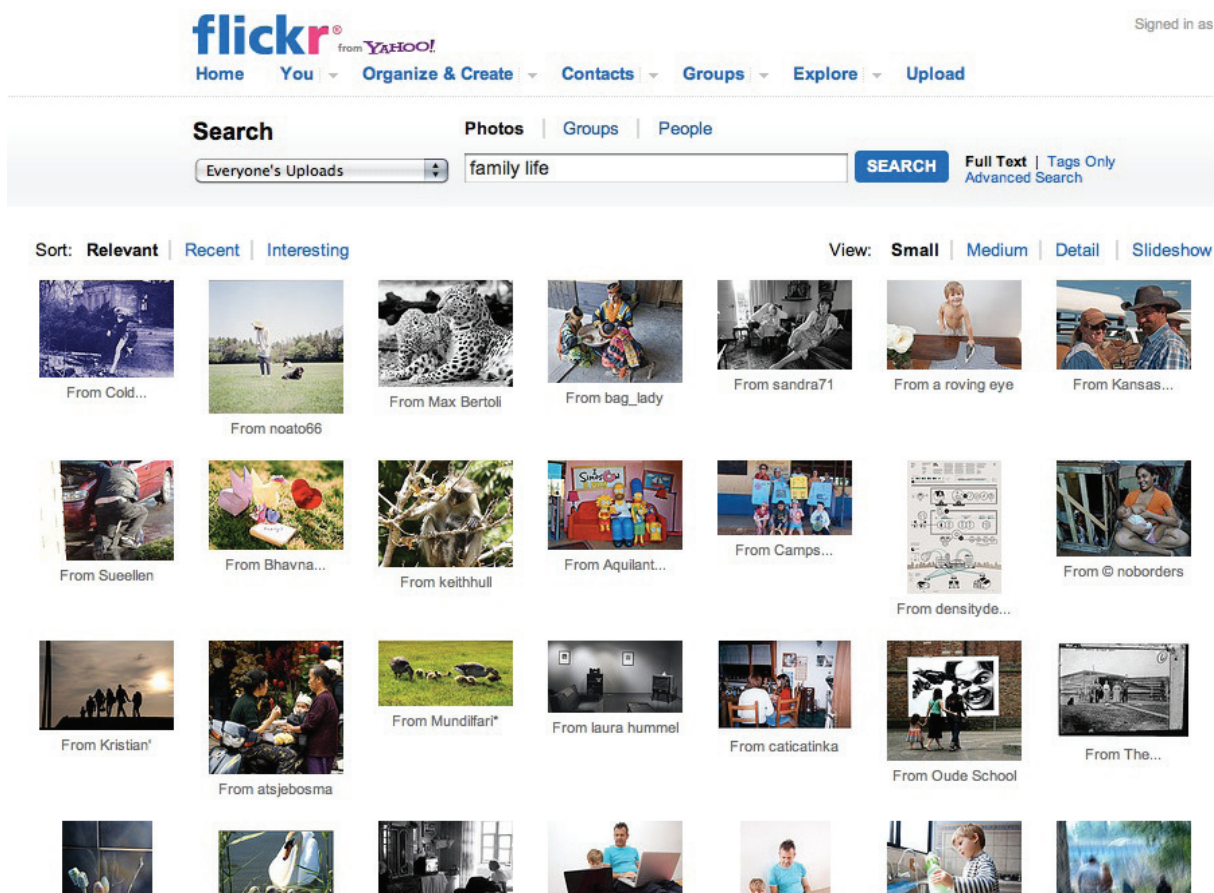 flickr® from YAHOO!
Signed in as
Home You Organize & Create Contacts Groups Explore Upload
Search
Photos | Groups | People
Everyone's Uploads
family life
SEARCH
Full Text | Tags Only
Advanced Search
Sort: Relevant | Recent | Interesting
View: Small | Medium | Detail | Slideshow
From Cold...
From noato66
From Max Bertoli
From bag_lady
From sandra71
From a roving eye
From Kansas...
From Sueellen
From Bhavna...
From keithhull
From Aquilant...
From Camps...
From densityde...
From © noborders
From Kristian'
From atsjebosma
From Mundilfari*
From laura hummel
From caticatinka
From Oude School
From The...